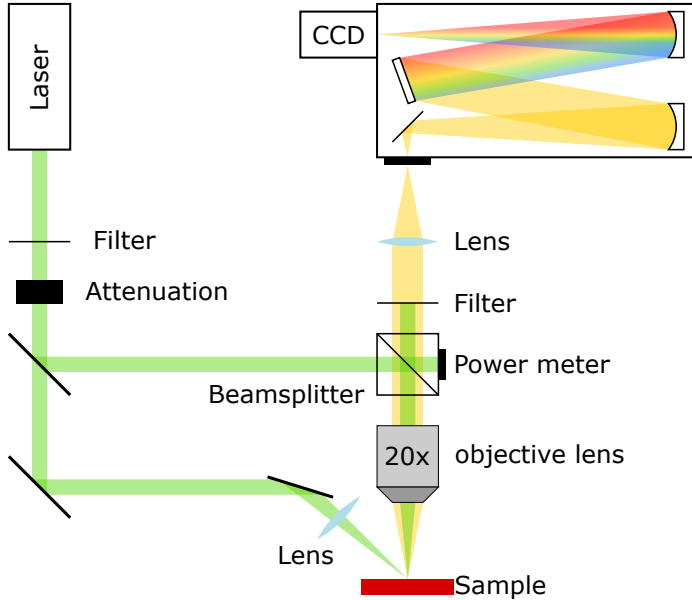 Laser
CCD
Filter
Lens
Attenuation
Filter
Power meter
Beamsplitter
20x
objective lens
Lens
Sample